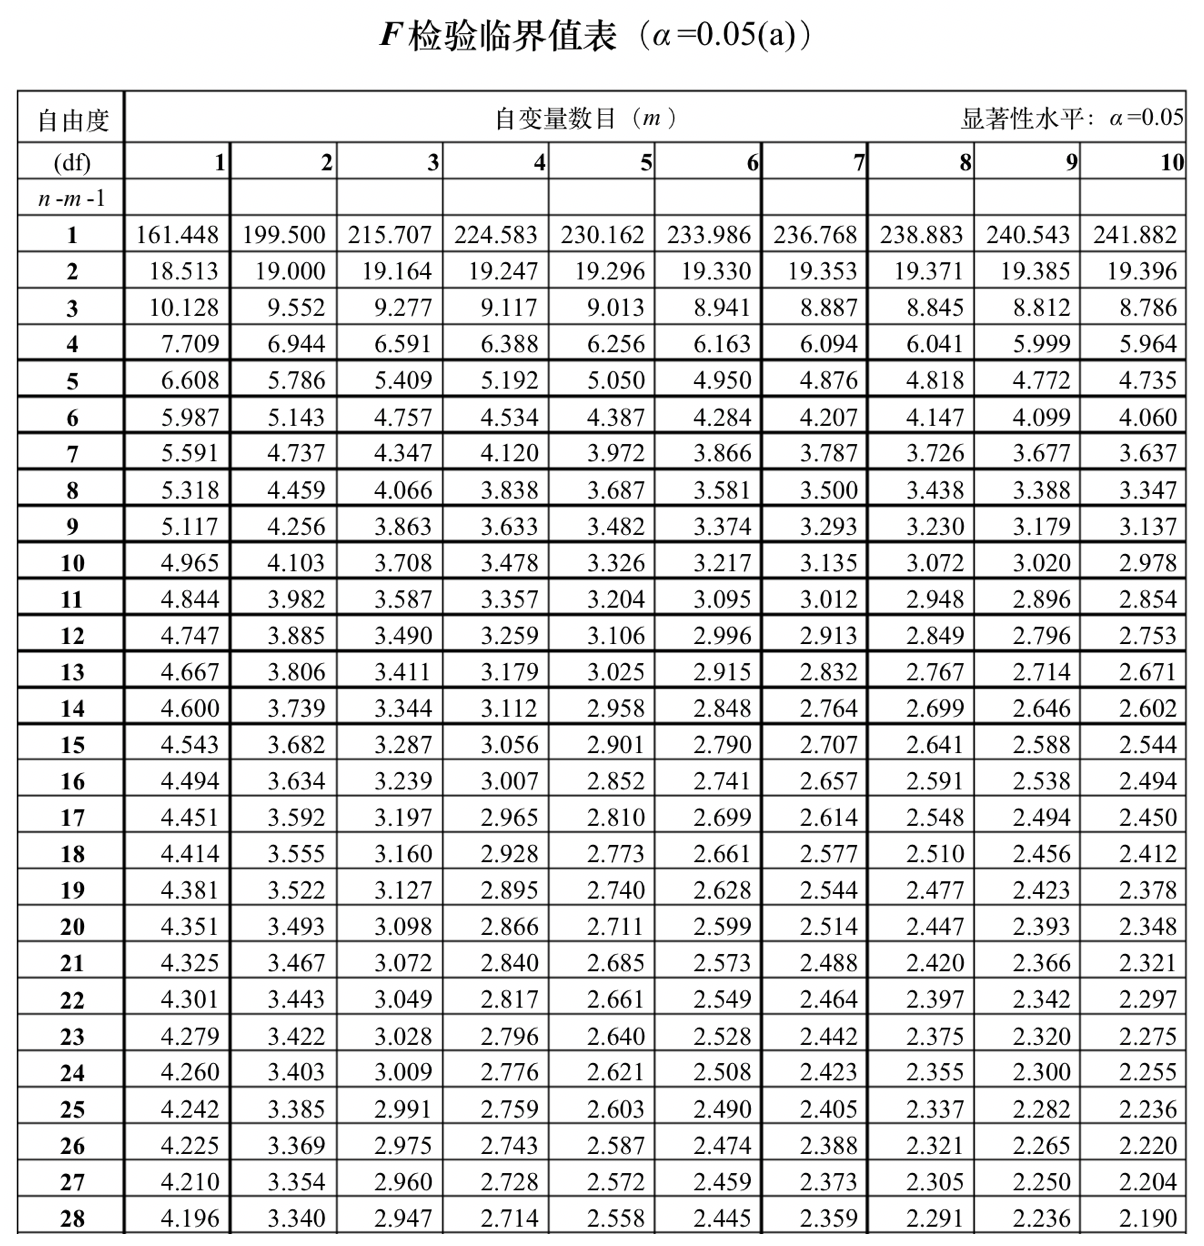 F 检验临界值表（α=0.05(a)）
自由度 自变量数目（m） 显著性水平：α=0.05
(df) 1 2 3 4 5 6 7 8 9 10
n -m -1
1 161.448 199.500 215.707 224.583 230.162 233.986 236.768 238.883 240.543 241.882
2 18.513 19.000 19.164 19.247 19.296 19.330 19.353 19.371 19.385 19.396
3 10.128 9.552 9.277 9.117 9.013 8.941 8.887 8.845 8.812 8.786
4 7.709 6.944 6.591 6.388 6.256 6.163 6.094 6.041 5.999 5.964
5 6.608 5.786 5.409 5.192 5.050 4.950 4.876 4.818 4.772 4.735
6 5.987 5.143 4.757 4.534 4.387 4.284 4.207 4.147 4.099 4.060
7 5.591 4.737 4.347 4.120 3.972 3.866 3.787 3.726 3.677 3.637
8 5.318 4.459 4.066 3.838 3.687 3.581 3.500 3.438 3.388 3.347
9 5.117 4.256 3.863 3.633 3.482 3.374 3.293 3.230 3.179 3.137
10 4.965 4.103 3.708 3.478 3.326 3.217 3.135 3.072 3.020 2.978
11 4.844 3.982 3.587 3.357 3.204 3.095 3.012 2.948 2.896 2.854
12 4.747 3.885 3.490 3.259 3.106 2.996 2.913 2.849 2.796 2.753
13 4.667 3.806 3.411 3.179 3.025 2.915 2.832 2.767 2.714 2.671
14 4.600 3.739 3.344 3.112 2.958 2.848 2.764 2.699 2.646 2.602
15 4.543 3.682 3.287 3.056 2.901 2.790 2.707 2.641 2.588 2.544
16 4.494 3.634 3.239 3.007 2.852 2.741 2.657 2.591 2.538 2.494
17 4.451 3.592 3.197 2.965 2.810 2.699 2.614 2.548 2.494 2.450
18 4.414 3.555 3.160 2.928 2.773 2.661 2.577 2.510 2.456 2.412
19 4.381 3.522 3.127 2.895 2.740 2.628 2.544 2.477 2.423 2.378
20 4.351 3.493 3.098 2.866 2.711 2.599 2.514 2.447 2.393 2.348
21 4.325 3.467 3.072 2.840 2.685 2.573 2.488 2.420 2.366 2.321
22 4.301 3.443 3.049 2.817 2.661 2.549 2.464 2.397 2.342 2.297
23 4.279 3.422 3.028 2.796 2.640 2.528 2.442 2.375 2.320 2.275
24 4.260 3.403 3.009 2.776 2.621 2.508 2.423 2.355 2.300 2.255
25 4.242 3.385 2.991 2.759 2.603 2.490 2.405 2.337 2.282 2.236
26 4.225 3.369 2.975 2.743 2.587 2.474 2.388 2.321 2.265 2.220
27 4.210 3.354 2.960 2.728 2.572 2.459 2.373 2.305 2.250 2.204
28 4.196 3.340 2.947 2.714 2.558 2.445 2.359 2.291 2.236 2.190